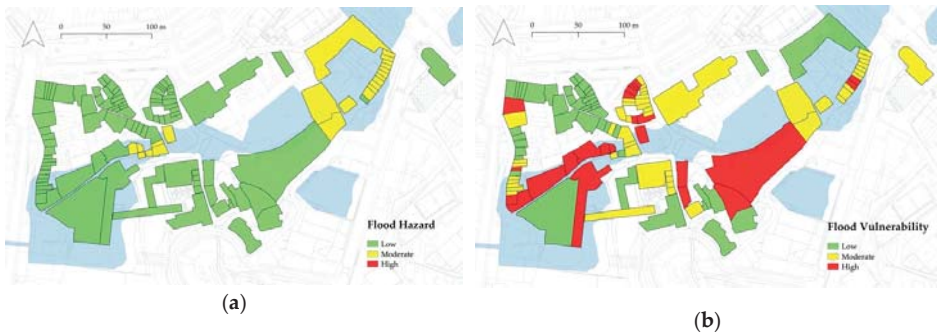 0 50 100 m
Flood Hazard
Low
Moderate
High
(a)
0 50 100 m
Flood Vulnerability
Low
Moderate
High
(b)